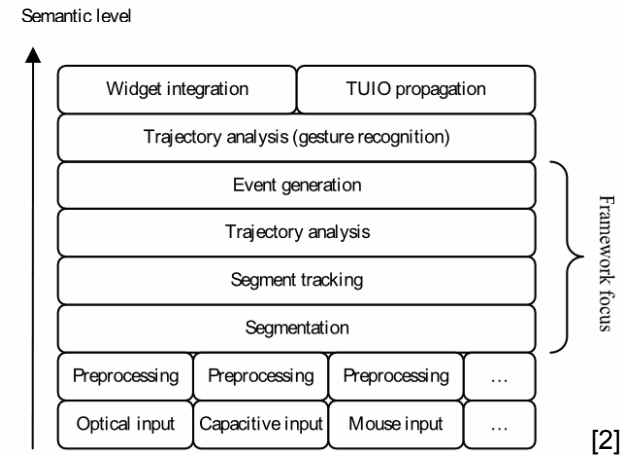 Semantic level
Widget integration
TUIO propagation
Trajectory analysis (gesture recognition)
Event generation
Trajectory analysis
Segment tracking
Segmentation
Framework focus
Preprocessing
Preprocessing
Preprocessing
...
Optical input
Capacitive input
Mouse input
...
[2]